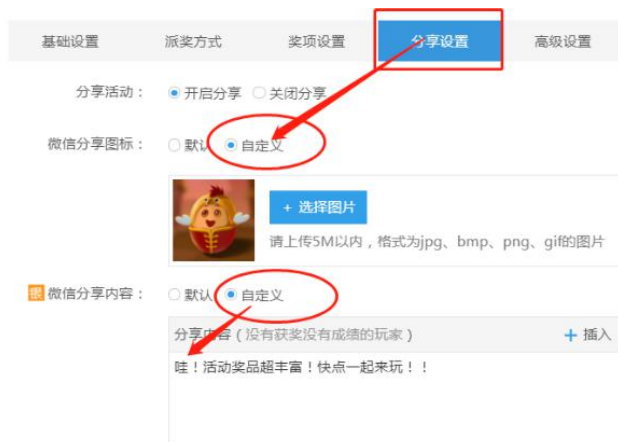 基础设置 派奖方式 奖项设置 分享设置 高级设置
分享活动： 开启分享 关闭分享
微信分享图标： 默认 自定义
+ 选择图片
请上传5M以内，格式为jpg、bmp、png、gif的图片
银 微信分享内容： 默认 自定义
分享内容（没有获奖没有成绩的玩家） + 插入
哇！活动奖品超丰富！快点一起来玩！！